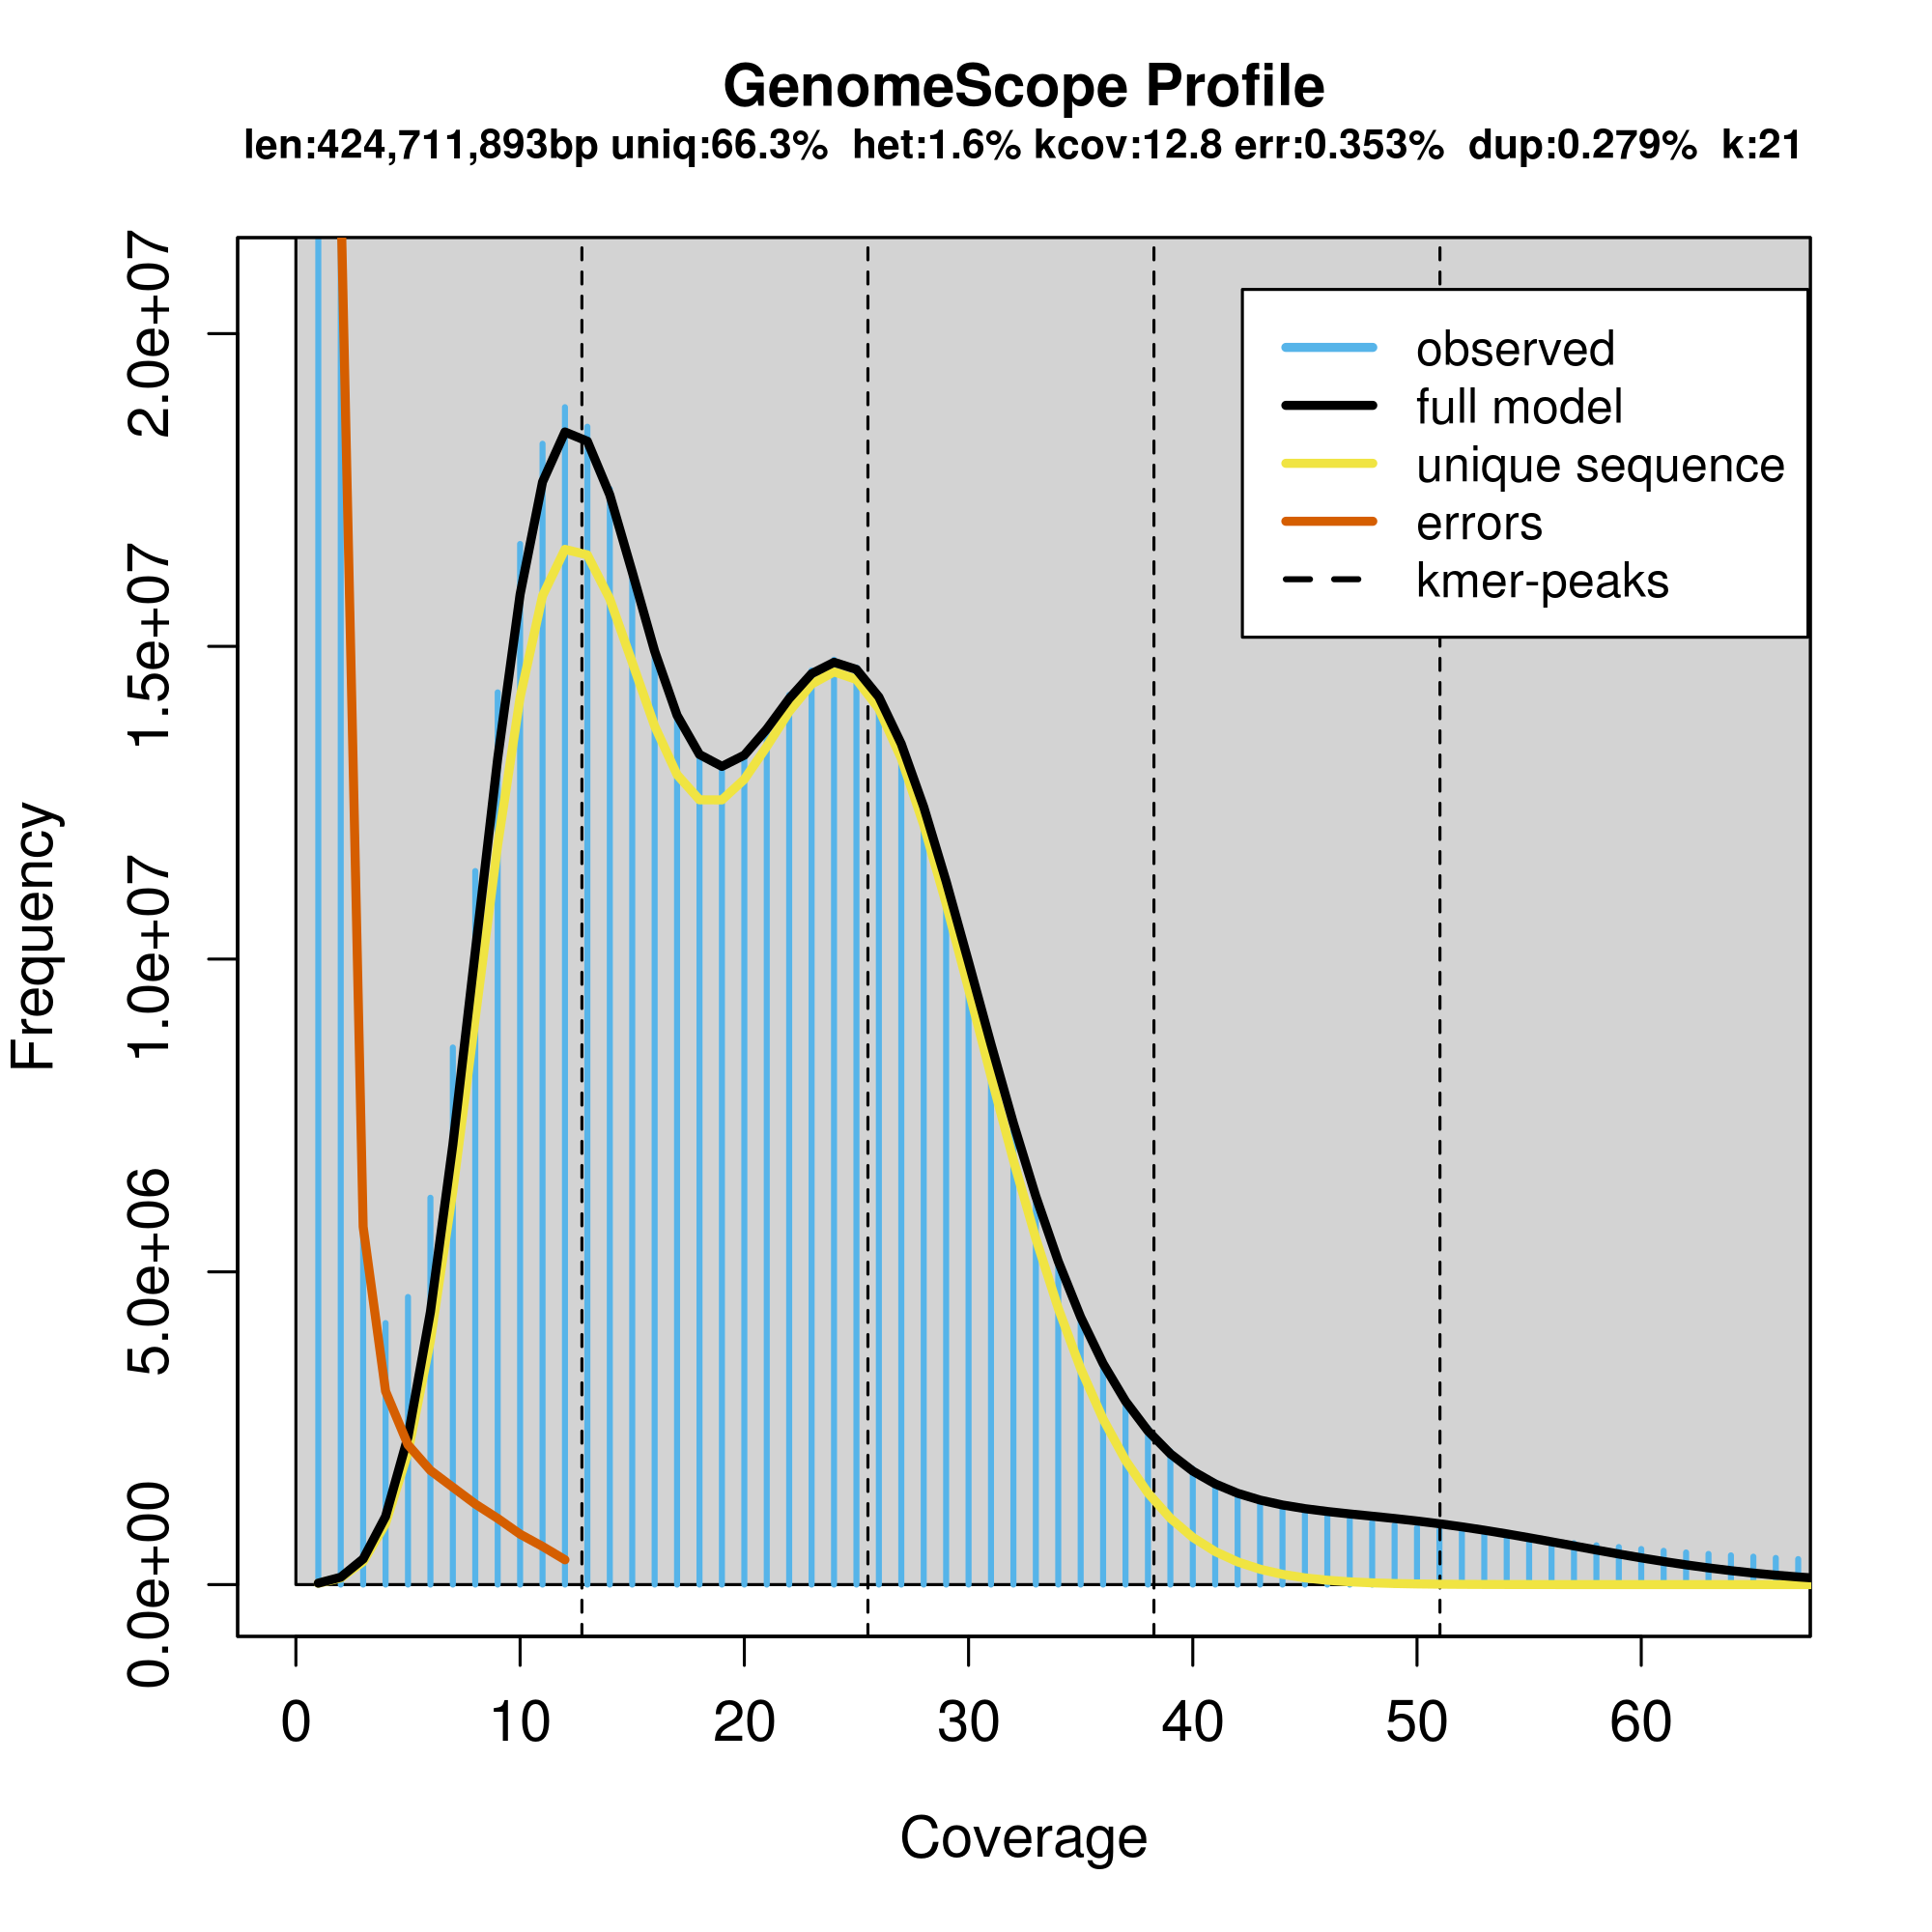 GenomeScope Profile
len:424,711,893bp uniq:66.3% het:1.6% kcov:12.8 err:0.353% dup:0.279% k:21
observed
full model
unique sequence
errors
kmer-peaks
Frequency
2.0e+07
1.5e+07
1.0e+07
5.0e+06
0.0e+00
0 10 20 30 40 50 60
Coverage